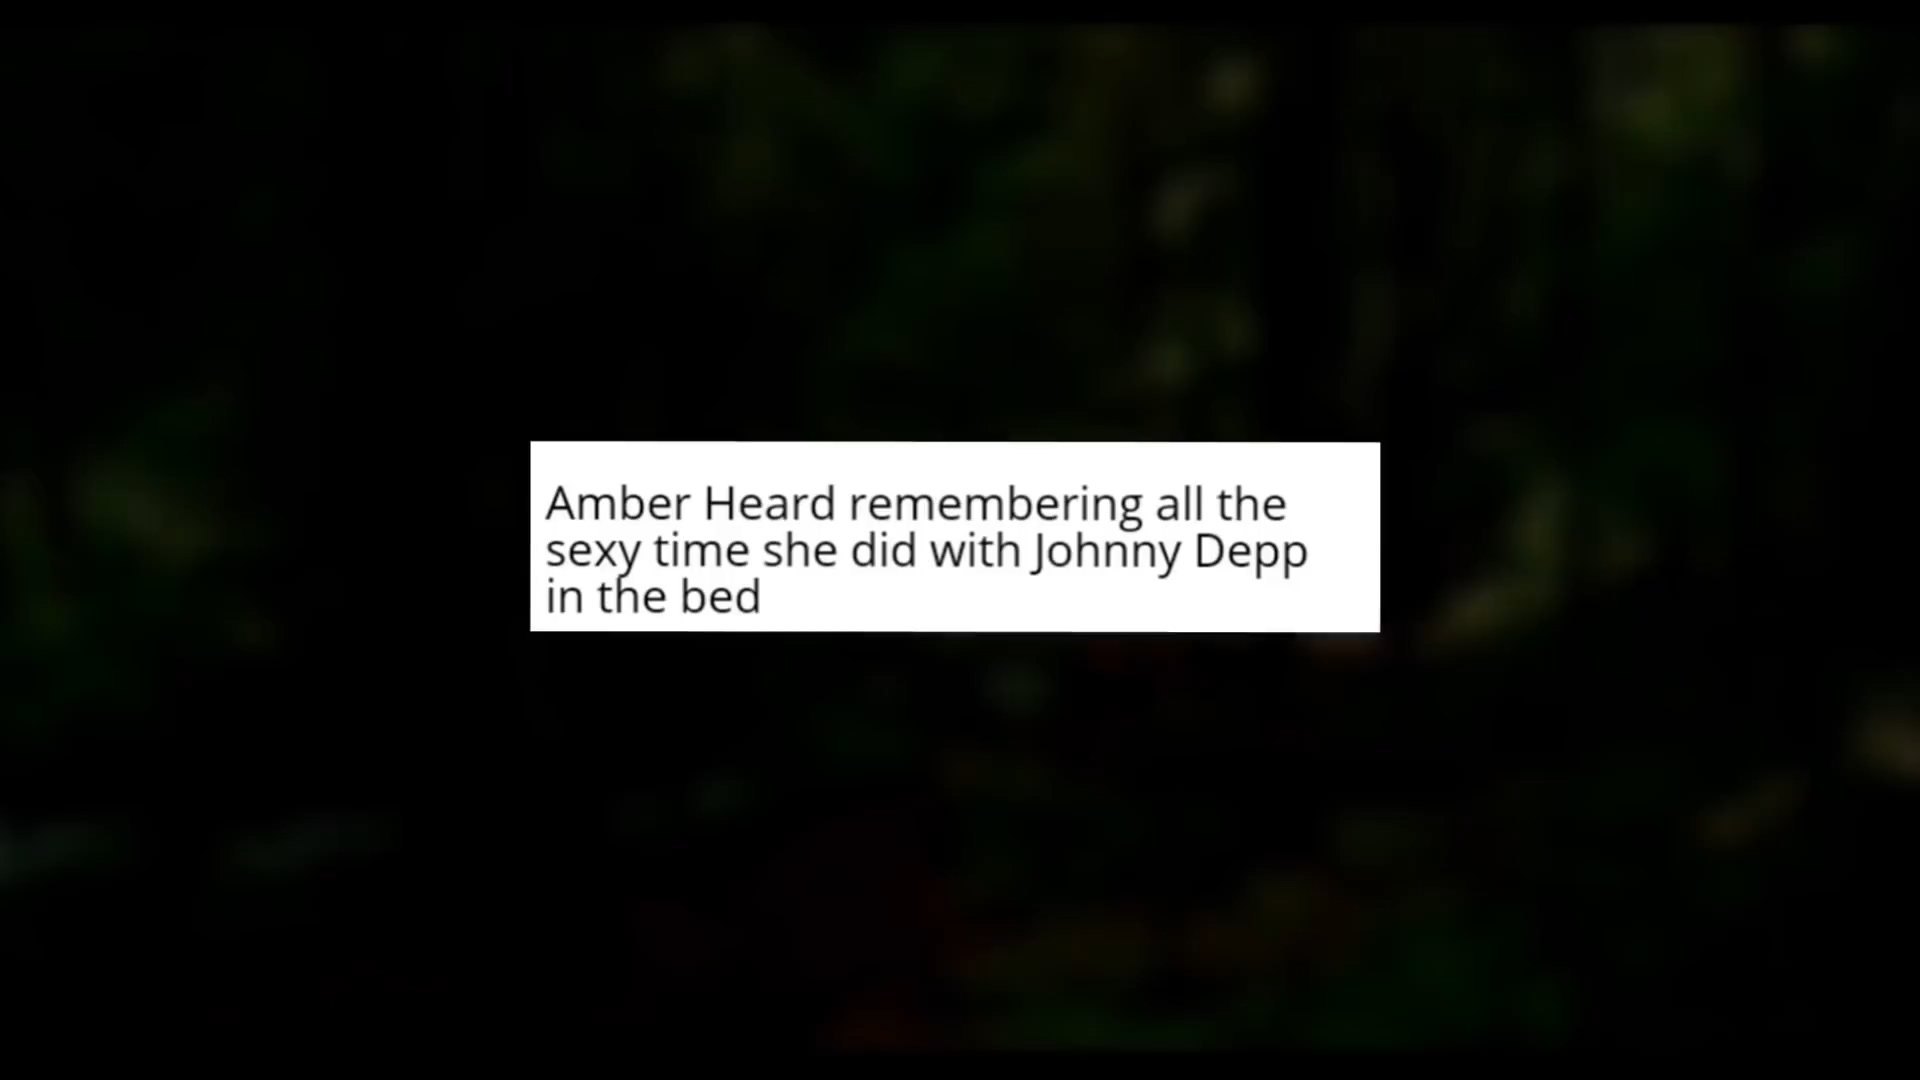 Amber Heard remembering all the
sexy time she did with Johnny Depp
in the bed